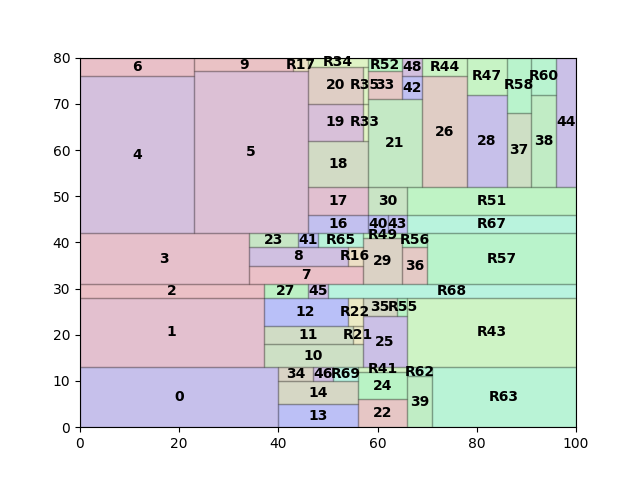 80
6 9 R17 R34 R52 48 R44 R47 R58 R60
70
4 5 20 R35 33 42 26 28 38 44
19 R33 21 37
60
18
50
17 30 R51
16 40 43 R67
40
23 41 R65 R49 R56
3 8 R16 29 36 R57
7
30
2 27 45 R68
20
1 12 R22 35 R55 R43
11 R21 25
10
10
0 34 46 R69 R41 R62 R63
14 24 39
13 22
0
0 20 40 60 80 100